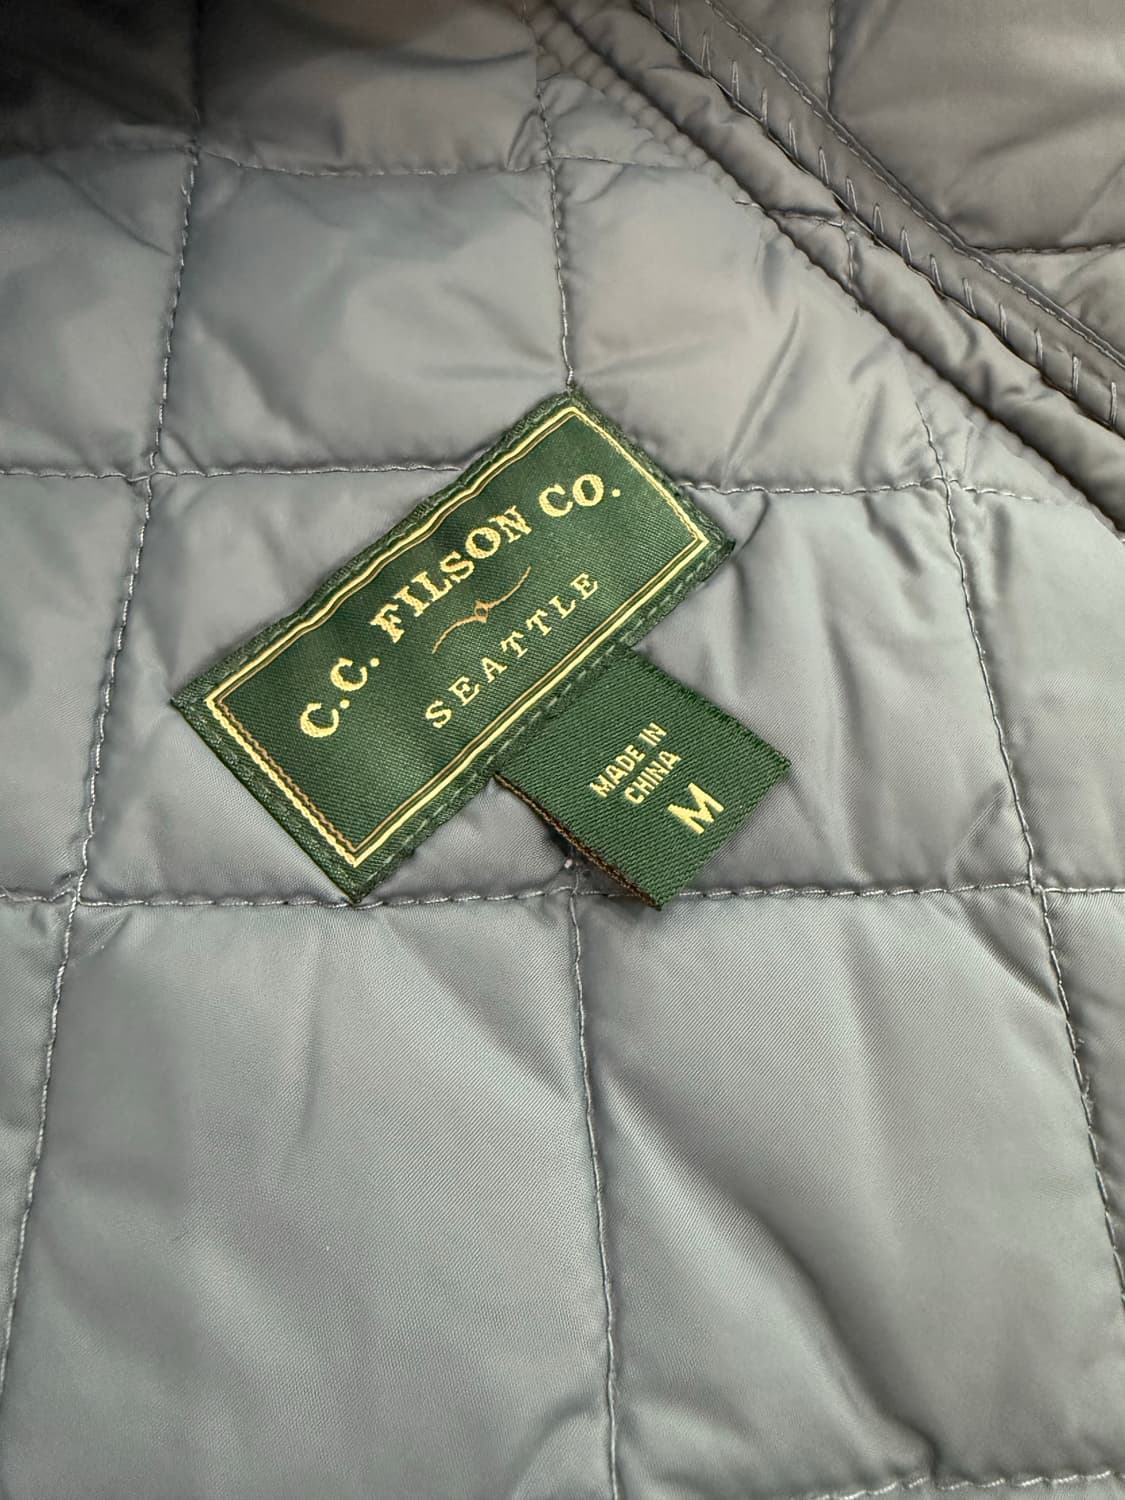 C.C. FILSON CO.
SEATTLE
MADE IN
CHINA
M